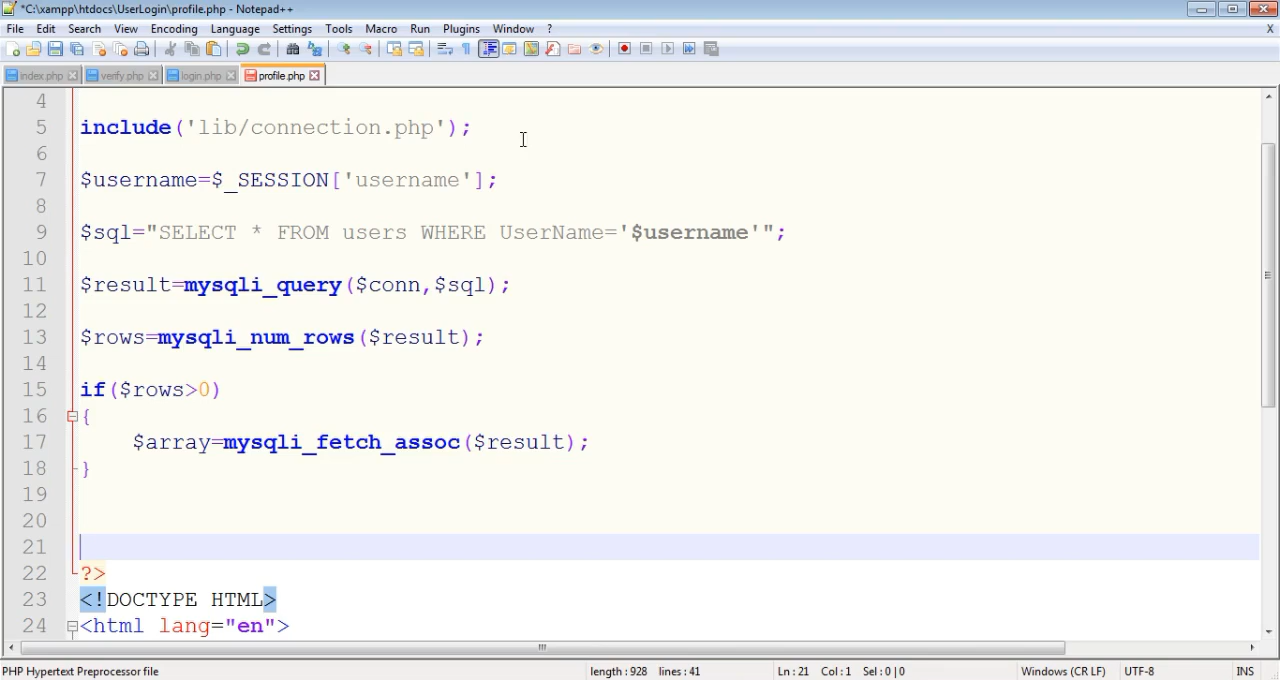 *C:\xampp\htdocs\UserLogin\profile.php - Notepad++
File Edit Search View Encoding Language Settings Tools Macro Run Plugins Window ? X
index.php verify.php login.php profile.php
4
5 include('lib/connection.php');
6
7 $username=$_SESSION['username'];
8
9 $sql="SELECT * FROM users WHERE UserName='$username'";
10
11 $result=mysqli_query($conn,$sql);
12
13 $rows=mysqli_num_rows($result);
14
15 if($rows>0)
16 {
17 $array=mysqli_fetch_assoc($result);
18 }
19
20
21
22 ?>
23 <!DOCTYPE HTML>
24 <html lang="en">
PHP Hypertext Preprocessor file length : 928 lines : 41 Ln : 21 Col : 1 Sel : 0 | 0 Windows (CR LF) UTF-8 INS